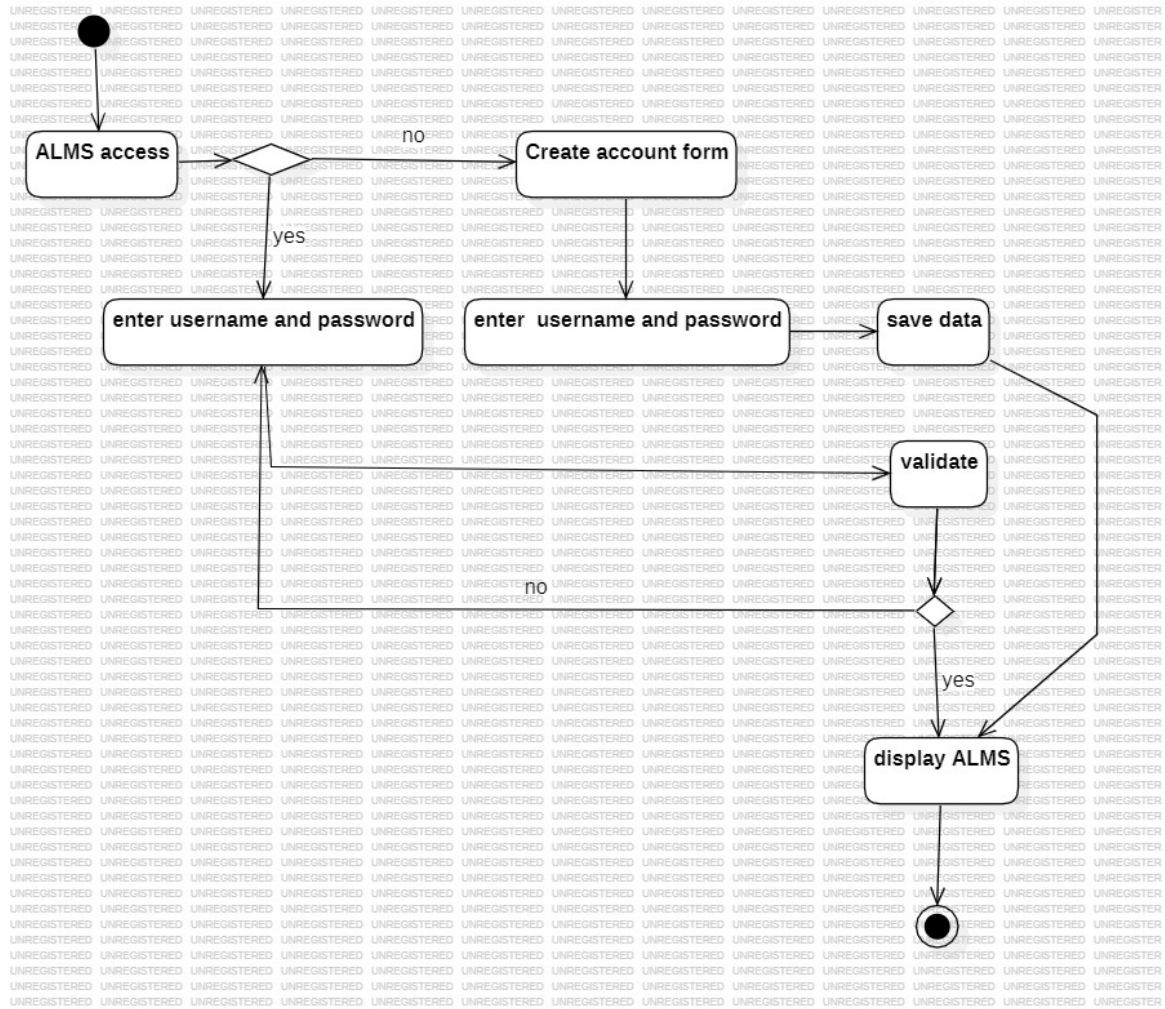 ALMS access
no
Create account form
yes
enter username and password
enter  username and password
save data
validate
no
yes
display ALMS
UNREGISTERED